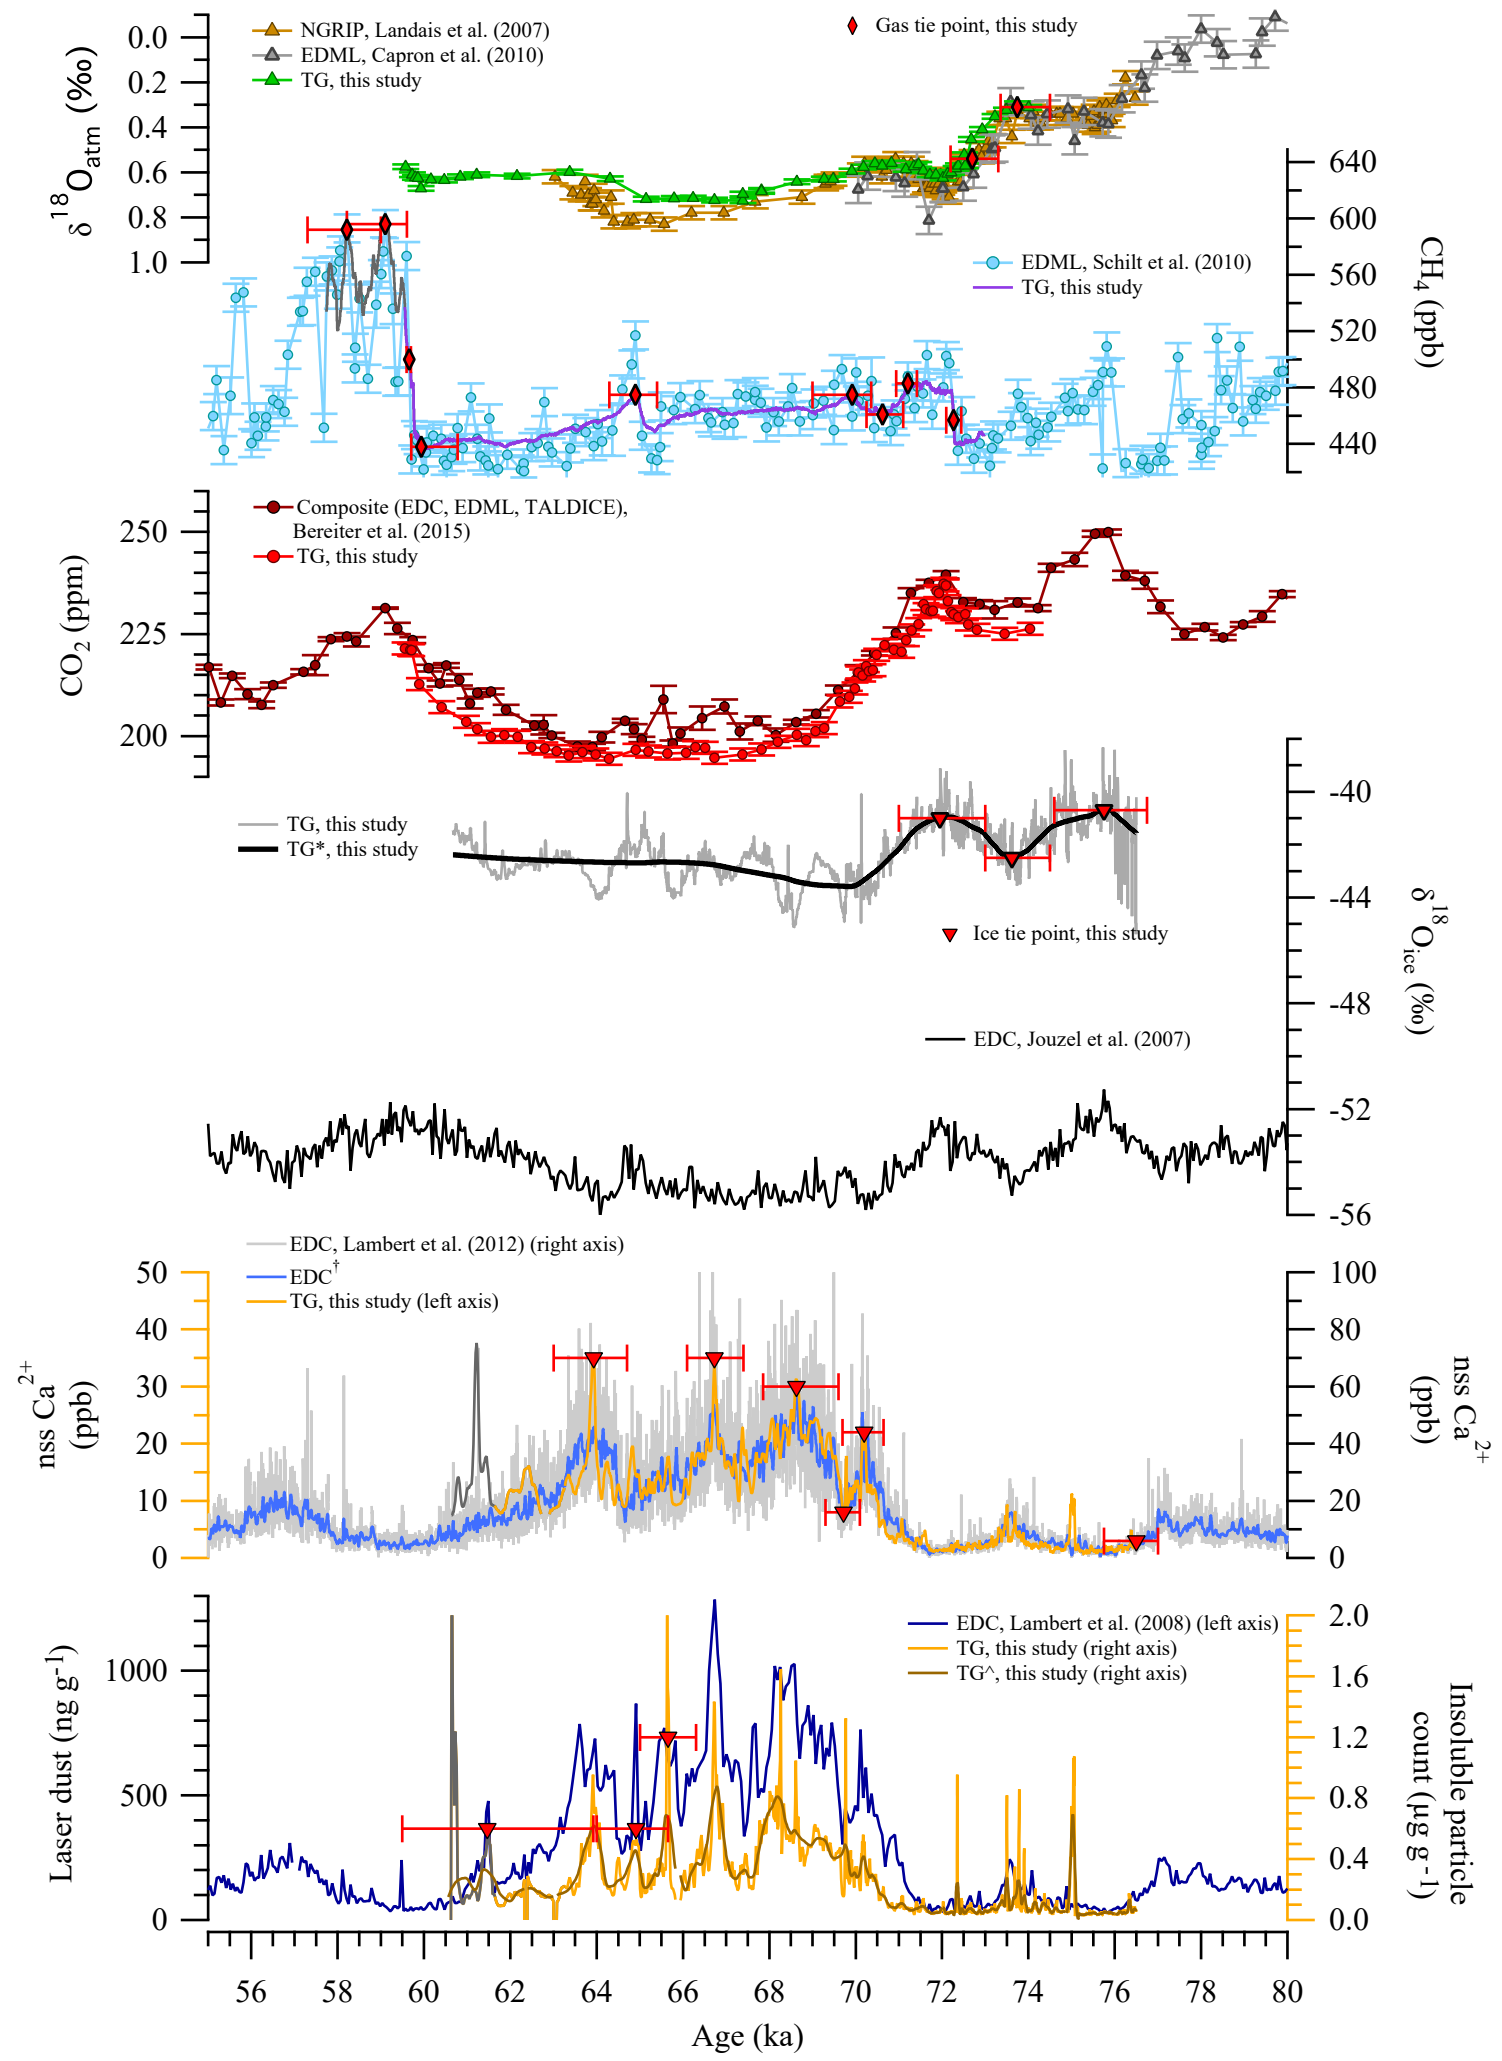 NGRIP, Landais et al. (2007)
EDML, Capron et al. (2010)
TG, this study
Gas tie point, this study
δ ¹⁸Oatm (‰)
0.0
0.2
0.4
0.6
0.8
1.0
640
600
560
520
480
440
CH₄ (ppb)
EDML, Schilt et al. (2010)
TG, this study
Composite (EDC, EDML, TALDICE),
Bereiter et al. (2015)
TG, this study
CO₂ (ppm)
250
225
200
TG, this study
TG*, this study
Ice tie point, this study
EDC, Jouzel et al. (2007)
-40
-44
-48
-52
-56
δ¹⁸Oice (‰)
EDC, Lambert et al. (2012) (right axis)
EDC†
TG, this study (left axis)
nss Ca²⁺
(ppb)
50
40
30
20
10
0
100
80
60
40
20
0
nss Ca²⁺
(ppb)
EDC, Lambert et al. (2008) (left axis)
TG, this study (right axis)
TG^, this study (right axis)
Laser dust (ng g⁻¹)
1000
500
0
2.0
1.6
1.2
0.8
0.4
0.0
Insoluble particle
count (µg g⁻¹)
56 58 60 62 64 66 68 70 72 74 76 78 80
Age (ka)